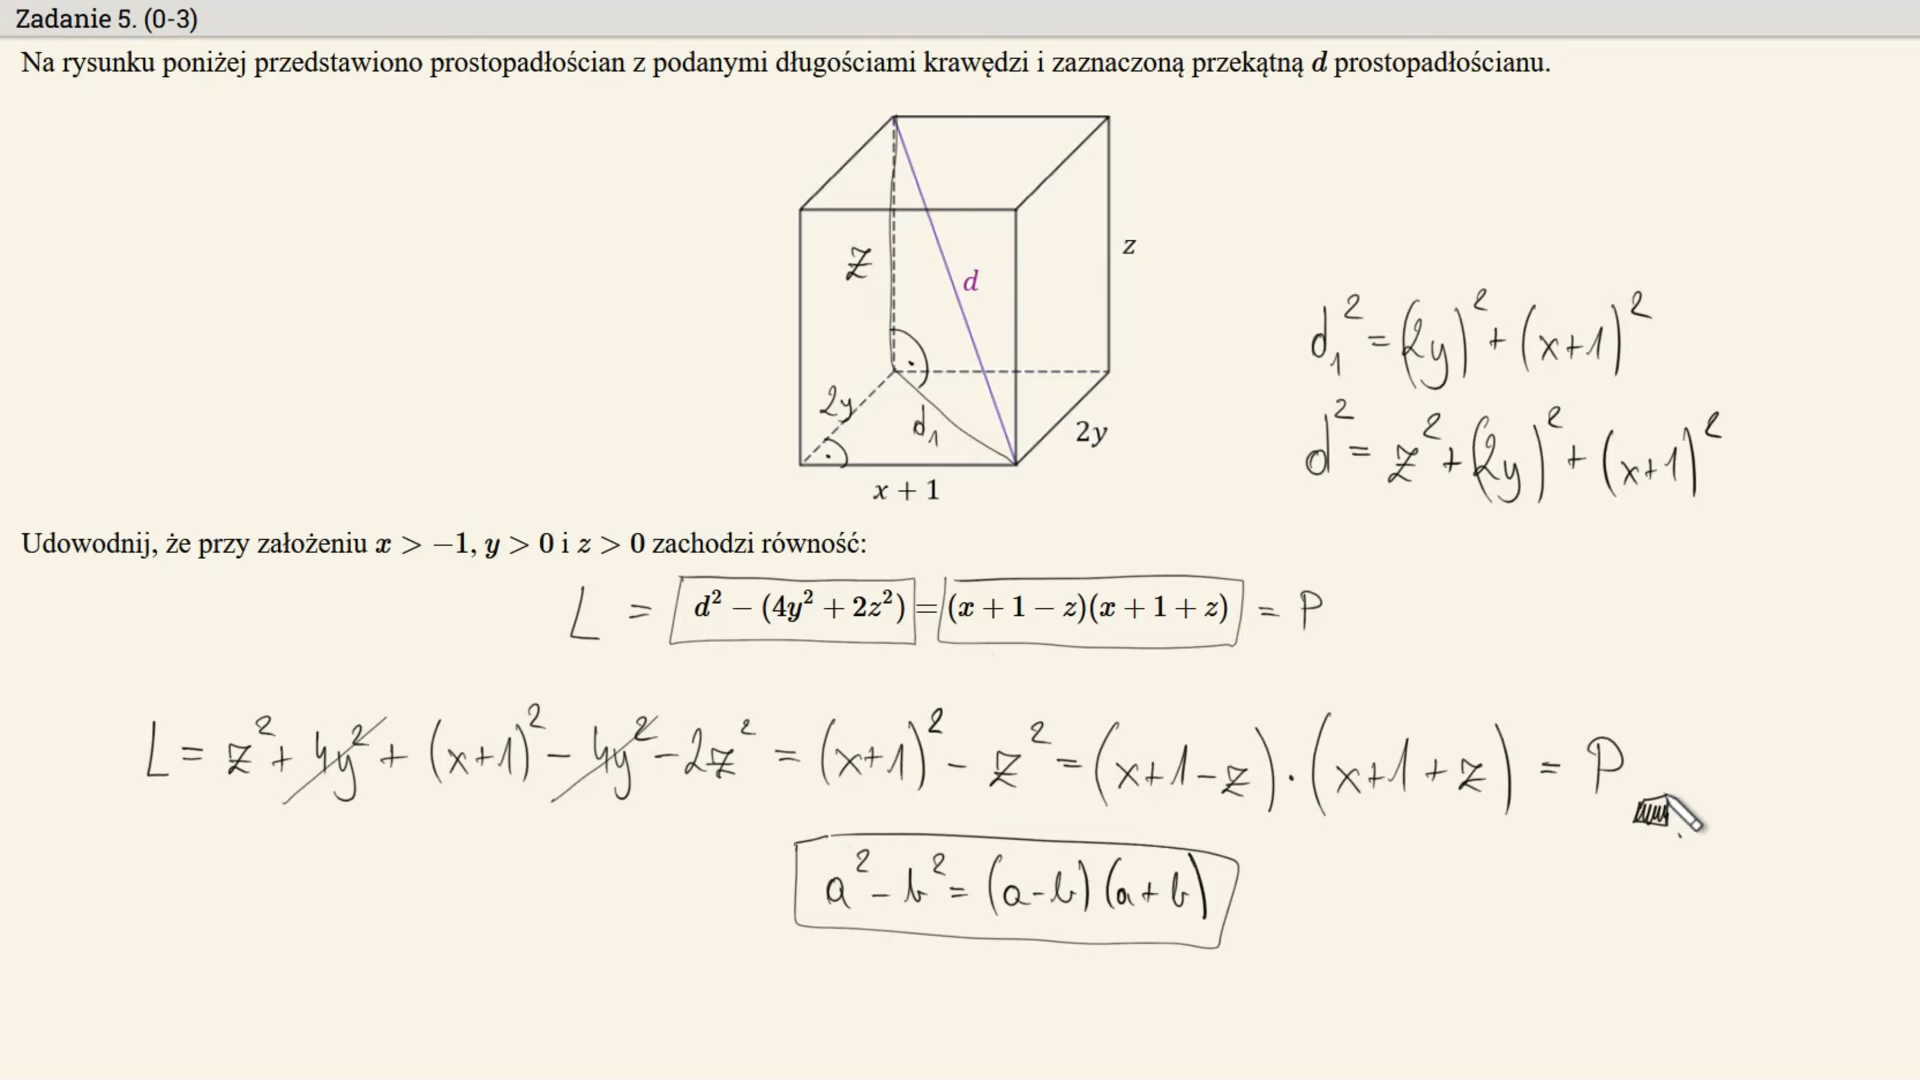 Zadanie 5. (0-3)
Na rysunku poniżej przedstawiono prostopadłościan z podanymi długościami krawędzi i zaznaczoną przekątną d prostopadłościanu.
z
z
d
2y
d₁
2y
x + 1
d₁² = (2y)² + (x+1)²
d² = z² + (2y)² + (x+1)²
Udowodnij, że przy założeniu x > −1, y > 0 i z > 0 zachodzi równość:
L = d² − (4y² + 2z²) = (x + 1 − z)(x + 1 + z) = P
L = z² + 4y² + (x+1)² − 4y² − 2z² = (x+1)² − z² = (x+1−z)·(x+1+z) = P
a² − b² = (a−b)(a+b)